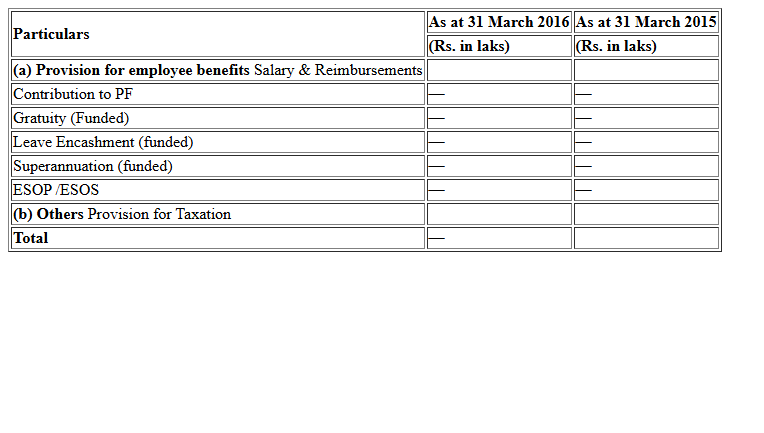 Particulars As at 31 March 2016 As at 31 March 2015
(Rs. in laks) (Rs. in laks)
(a) Provision for employee benefits Salary & Reimbursements
Contribution to PF — —
Gratuity (Funded) — —
Leave Encashment (funded) — —
Superannuation (funded) — —
ESOP /ESOS — —
(b) Others Provision for Taxation
Total —